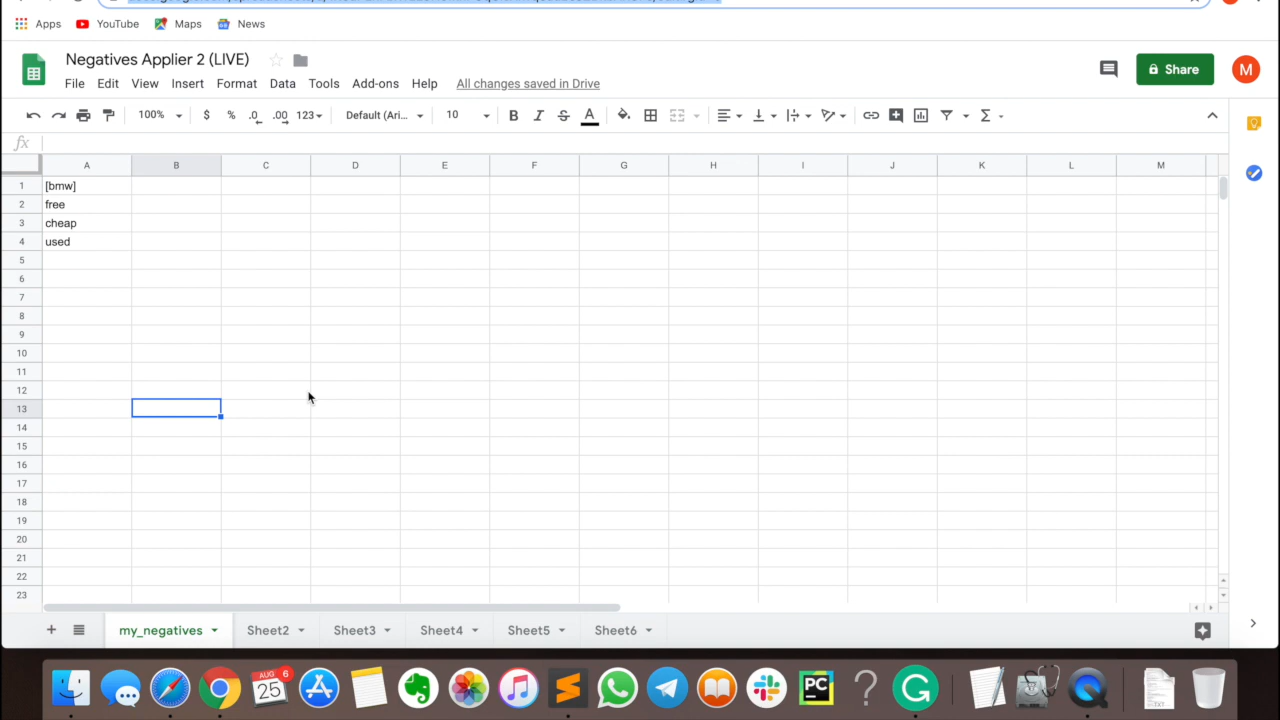 Apps YouTube Maps News
Negatives Applier 2 (LIVE)
File Edit View Insert Format Data Tools Add-ons Help All changes saved in Drive
Share
M
100% $ % .0 .00 123 Default (Ari... 10 B I S A Σ
fx
A B C D E F G H I J K L M
1 [bmw]
2 free
3 cheap
4 used
5
6
7
8
9
10
11
12
13
14
15
16
17
18
19
20
21
22
23
+ my_negatives Sheet2 Sheet3 Sheet4 Sheet5 Sheet6
AUG 6
25
PC
?
G
.TXT